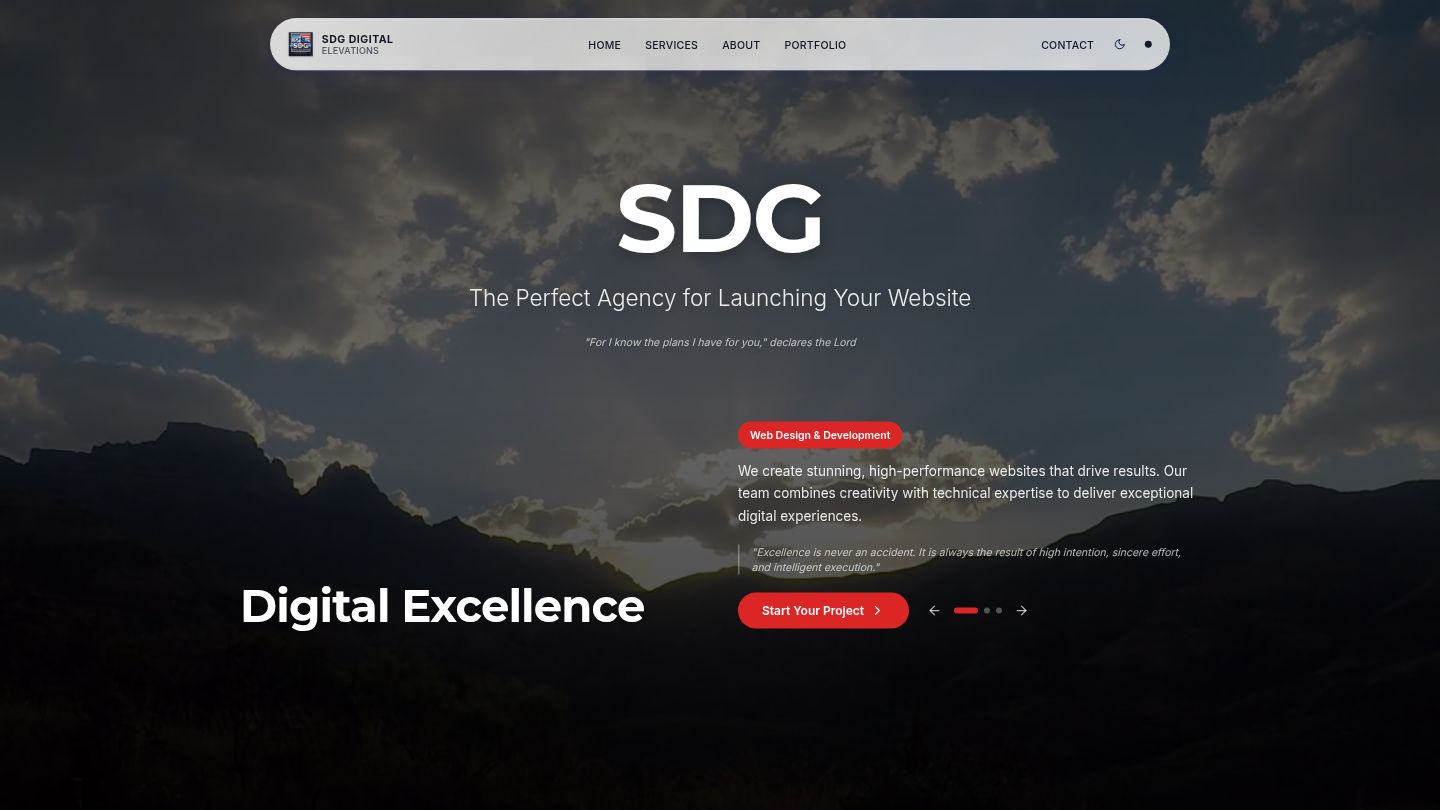 SDG DIGITAL
ELEVATIONS
HOME
SERVICES
ABOUT
PORTFOLIO
CONTACT
SDG
The Perfect Agency for Launching Your Website
"For I know the plans I have for you," declares the Lord
Web Design & Development
We create stunning, high-performance websites that drive results. Our
team combines creativity with technical expertise to deliver exceptional
digital experiences.
"Excellence is never an accident. It is always the result of high intention, sincere effort,
and intelligent execution."
Digital Excellence
Start Your Project